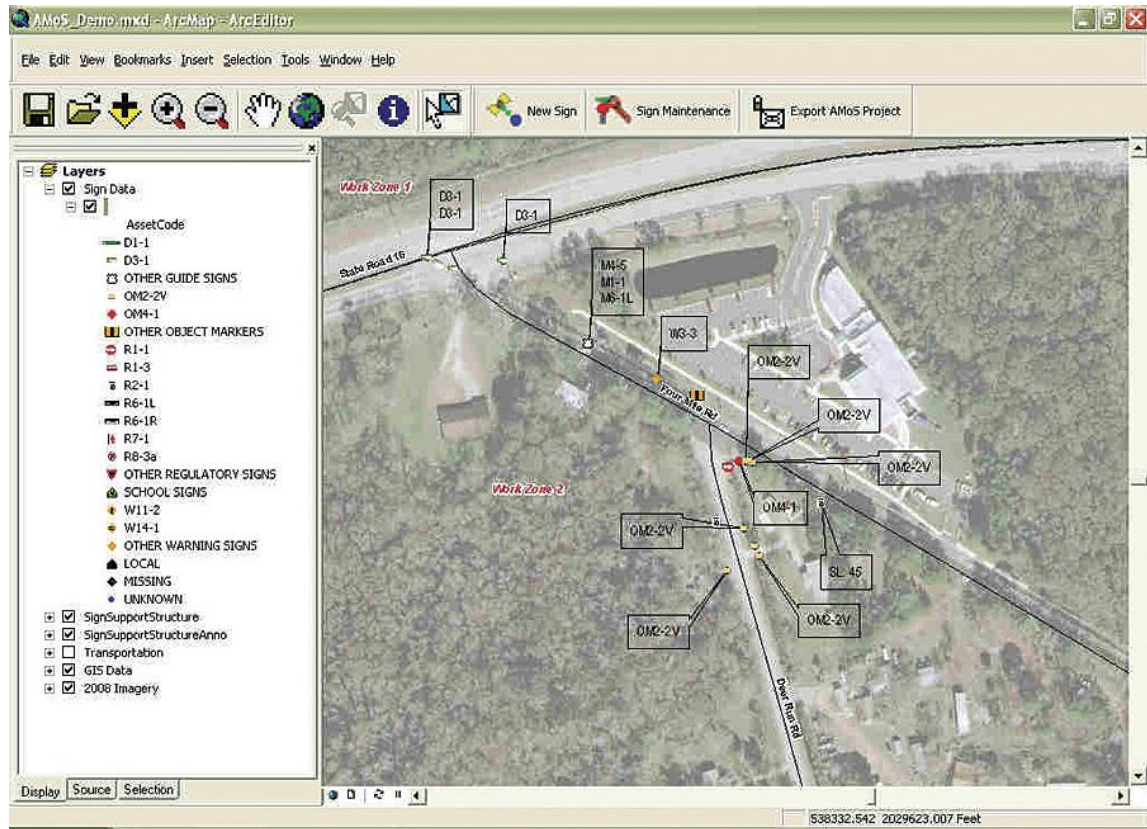 AMoS_Demo.mxd - ArcMap - ArcEditor
File Edit View Bookmarks Insert Selection Tools Window Help
New Sign Sign Maintenance Export AMoS Project
Layers
Sign Data
AssetCode
D1-1
D3-1
OTHER GUIDE SIGNS
OM2-2V
OM4-1
OTHER OBJECT MARKERS
R1-1
R1-3
R2-1
R6-1L
R6-1R
R7-1
R8-3a
OTHER REGULATORY SIGNS
SCHOOL SIGNS
W11-2
W14-1
OTHER WARNING SIGNS
LOCAL
MISSING
UNKNOWN
SignSupportStructure
SignSupportStructureAnno
Transportation
GIS Data
2008 Imagery
Display Source Selection
Work Zone 1
D3-1
D3-1
D3-1
State Road 16
M4-5
M1-1
M6-1L
W3-3
OM2-2V
Four Mile Rd
OM2-2V
OM2-2V
Work Zone 2
OM4-1
OM2-2V
SL: 45
OM2-2V
OM2-2V
Deer Run Rd
538332.542 2029623.007 Feet